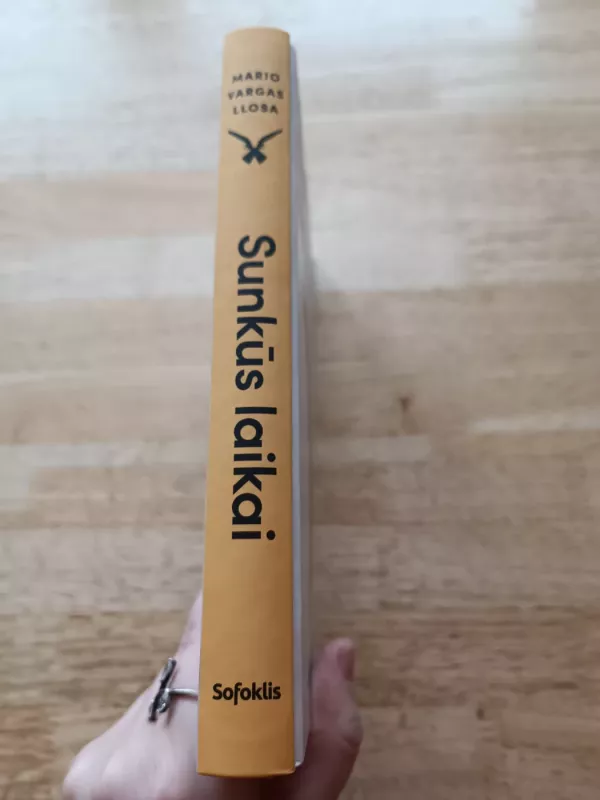 MARIO
VARGAS
LLOSA
Sunkūs laikai
Sofoklis